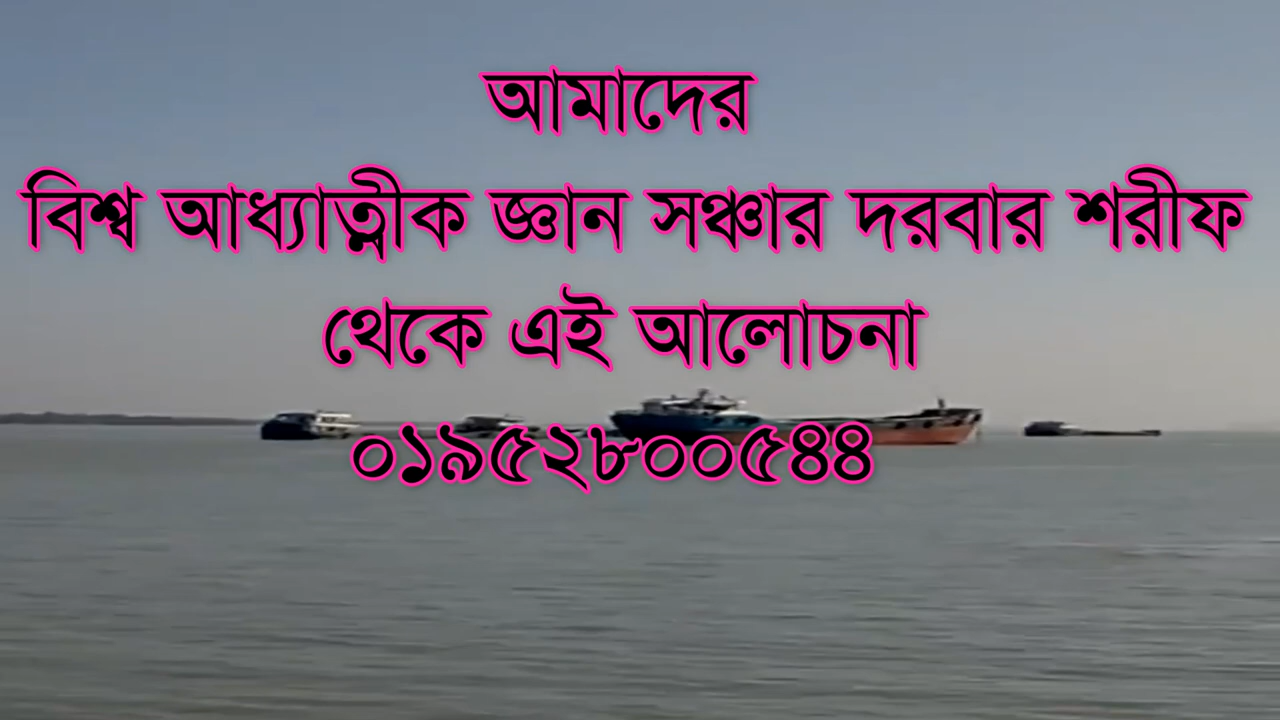 আমাদের
বিশ্ব আধ্যাত্নীক জ্ঞান সঞ্চার দরবার শরীফ
থেকে এই আলোচনা
০১৯৫২৮০০৫৪৪